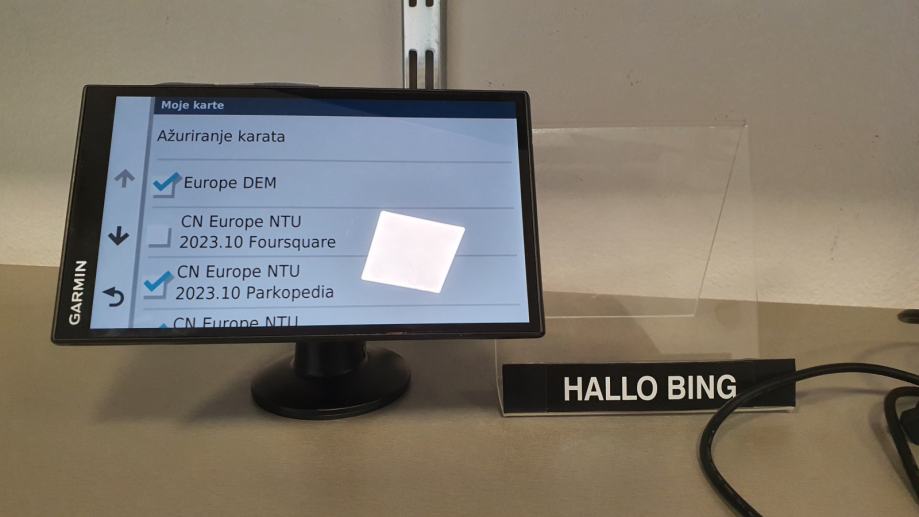 Moje karte
Ažuriranje karata
Europe DEM
CN Europe NTU
2023.10 Foursquare
CN Europe NTU
2023.10 Parkopedia
CN Europe NTU
GARMIN
HALLO BING